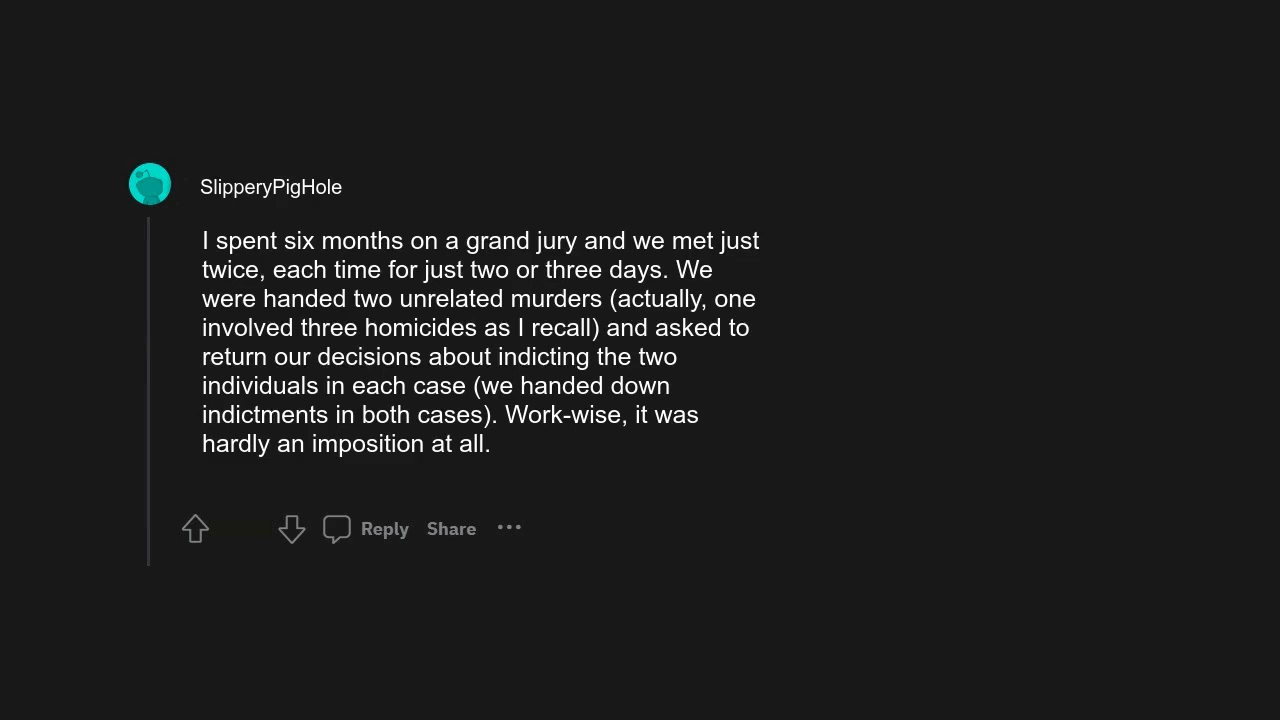 SlipperyPigHole
I spent six months on a grand jury and we met just
twice, each time for just two or three days. We
were handed two unrelated murders (actually, one
involved three homicides as I recall) and asked to
return our decisions about indicting the two
individuals in each case (we handed down
indictments in both cases). Work-wise, it was
hardly an imposition at all.
Reply Share